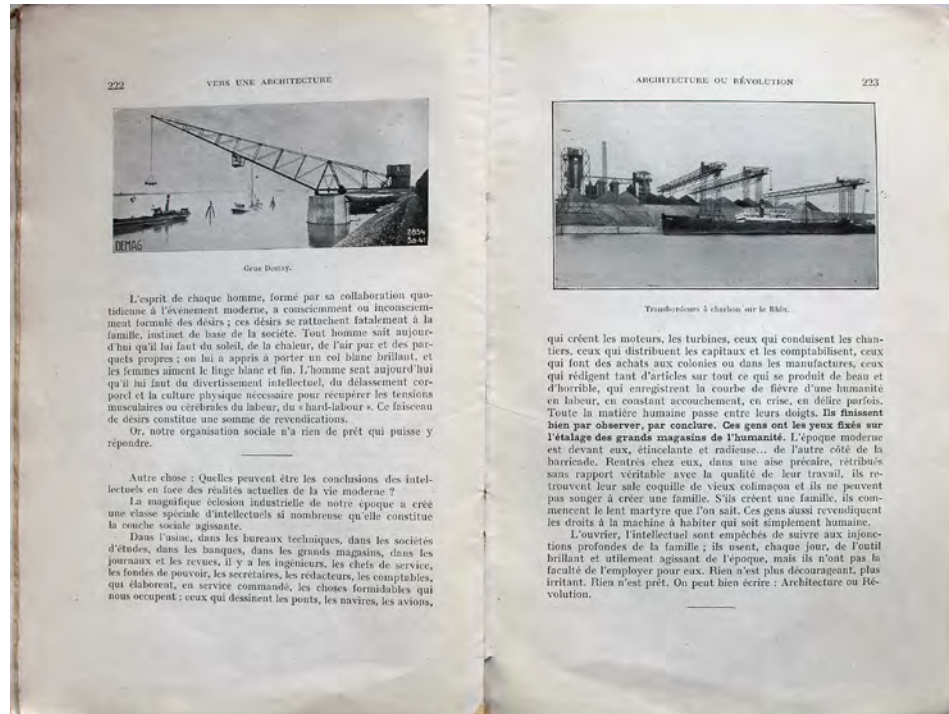 222
VERS UNE ARCHITECTURE
DEMAG
2854
3a-41
Grue Demag.
L'esprit de chaque homme, formé par sa collaboration quo-
tidienne à l'événement moderne, a consciemment ou inconsciem-
ment formulé des désirs ; ces désirs se rattachent fatalement à la
famille, instinct de base de la société. Tout homme sait aujour-
d'hui qu'il lui faut du soleil, de la chaleur, de l'air pur et des par-
quets propres ; on lui a appris à porter un col blanc brillant, et
les femmes aiment le linge blanc et fin. L'homme sent aujourd'hui
qu'il lui faut du divertissement intellectuel, du délassement cor-
porel et la culture physique nécessaire pour récupérer les tensions
musculaires ou cérébrales du labeur, du « hard-labour ». Ce faisceau
de désirs constitue une somme de revendications.
Or, notre organisation sociale n'a rien de prêt qui puisse y
répondre.
Autre chose : Quelles peuvent être les conclusions des intel-
lectuels en face des réalités actuelles de la vie moderne ?
La magnifique éclosion industrielle de notre époque a créé
une classe spéciale d'intellectuels si nombreuse qu'elle constitue
la couche sociale agissante.
Dans l'usine, dans les bureaux techniques, dans les sociétés
d'études, dans les banques, dans les grands magasins, dans les
journaux et les revues, il y a les ingénieurs, les chefs de service,
les fondés de pouvoir, les secrétaires, les rédacteurs, les comptables,
qui élaborent, en service commandé, les choses formidables qui
nous occupent : ceux qui dessinent les ponts, les navires, les avions,
ARCHITECTURE OU RÉVOLUTION
223
Transbordeurs à charbon sur le Rhin.
qui créent les moteurs, les turbines, ceux qui conduisent les chan-
tiers, ceux qui distribuent les capitaux et les comptabilisent, ceux
qui font des achats aux colonies ou dans les manufactures, ceux
qui rédigent tant d'articles sur tout ce qui se produit de beau et
d'horrible, qui enregistrent la courbe de fièvre d'une humanité
en labeur, en constant accouchement, en crise, en délire parfois.
Toute la matière humaine passe entre leurs doigts. Ils finissent
bien par observer, par conclure. Ces gens ont les yeux fixés sur
l'étalage des grands magasins de l'humanité. L'époque moderne
est devant eux, étincelante et radieuse... de l'autre côté de la
barricade. Rentrés chez eux, dans une aise précaire, rétribués
sans rapport véritable avec la qualité de leur travail, ils re-
trouvent leur sale coquille de vieux colimaçon et ils ne peuvent
pas songer à créer une famille. S'ils créent une famille, ils com-
mencent le lent martyre que l'on sait. Ces gens aussi revendiquent
les droits à la machine à habiter qui soit simplement humaine.
L'ouvrier, l'intellectuel sont empêchés de suivre aux injonc-
tions profondes de la famille ; ils usent, chaque jour, de l'outil
brillant et utilement agissant de l'époque, mais ils n'ont pas la
faculté de l'employer pour eux. Rien n'est plus décourageant, plus
irritant. Rien n'est prêt. On peut bien écrire : Architecture ou Ré-
volution.